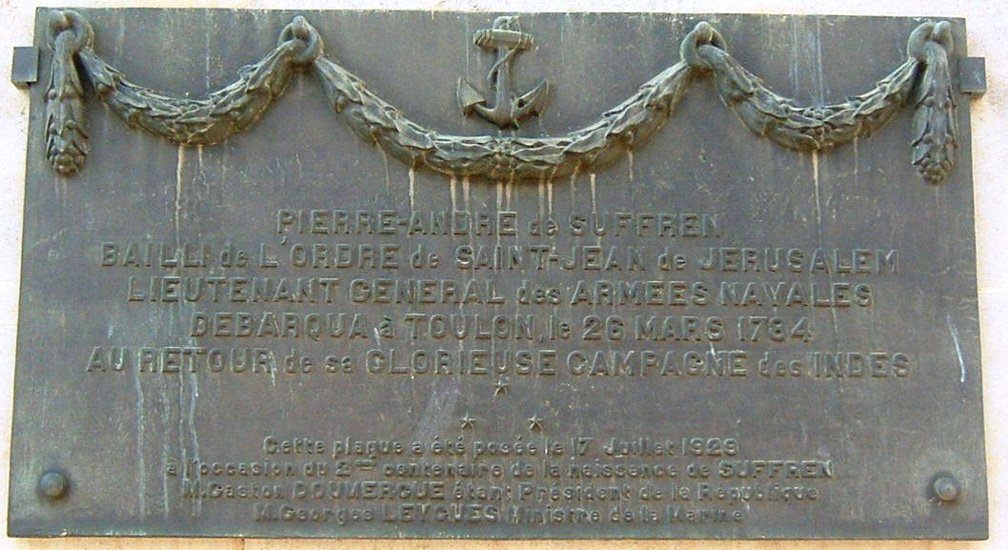 PIERRE-ANDRE de SUFFREN
BAILLI de L'ORDRE de SAINT-JEAN de JERUSALEM
LIEUTENANT GENERAL des ARMEES NAVALES
DEBARQUA à TOULON, le 26 MARS 1784
AU RETOUR de sa GLORIEUSE CAMPAGNE des INDES
Cette plaque a été posée le 17 Juillet 1929
à l'occasion du 2me centenaire de la naissance de SUFFREN
M. Gaston DOUMERGUE étant Président de la République
M. Georges LEYGUES Ministre de la Marine